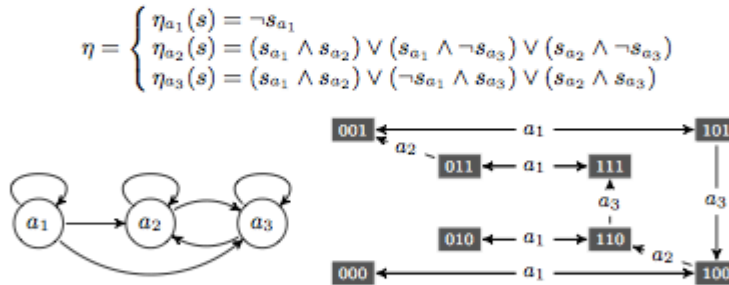 η = { η_{a_1}(s) = ¬s_{a_1}
η_{a_2}(s) = (s_{a_1} ∧ s_{a_2}) ∨ (s_{a_1} ∧ ¬s_{a_3}) ∨ (s_{a_2} ∧ ¬s_{a_3})
η_{a_3}(s) = (s_{a_1} ∧ s_{a_2}) ∨ (¬s_{a_1} ∧ s_{a_3}) ∨ (s_{a_2} ∧ s_{a_3})
a_1 a_2 a_3
001 a_1 101
a_2
011 a_1 111
a_3 a_3
010 a_1 110
a_2
000 a_1 100